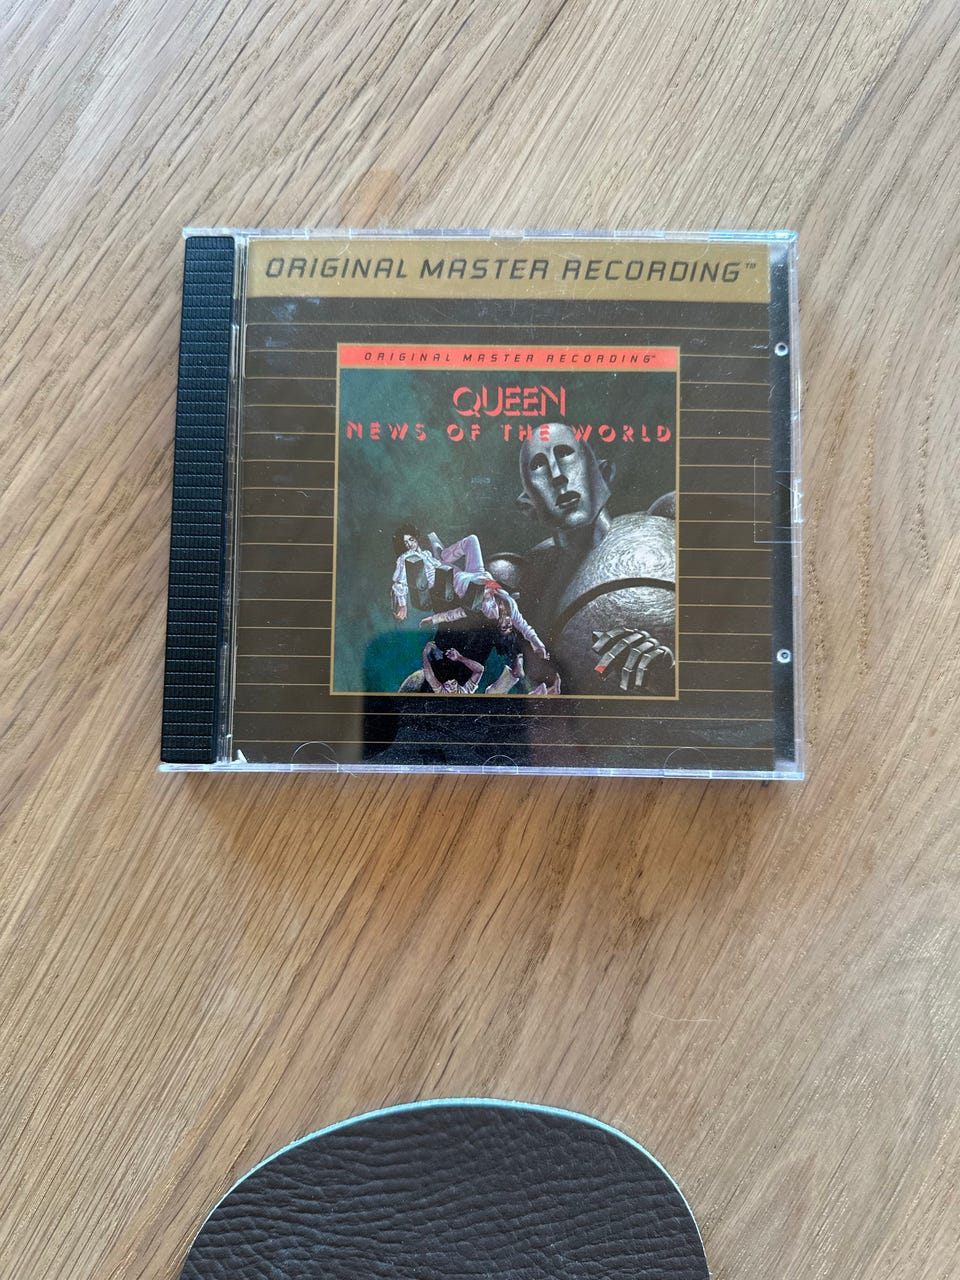 ORIGINAL MASTER RECORDING™
ORIGINAL MASTER RECORDING™
QUEEN
NEWS OF THE WORLD